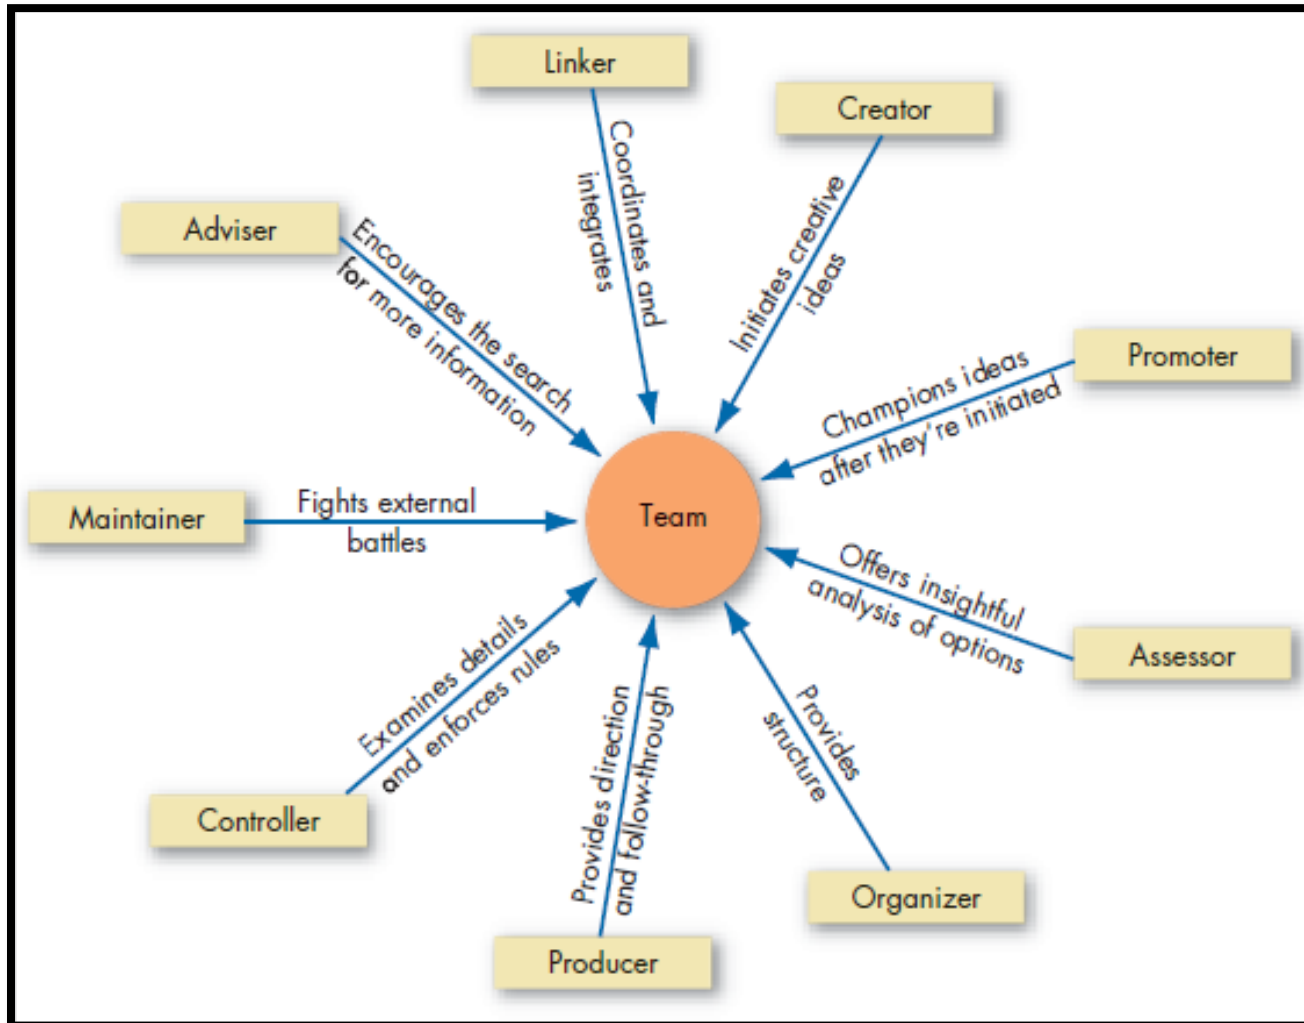 Linker
Coordinates and
integrates
Creator
Initiates creative
ideas
Promoter
Champions ideas
after they're initiated
Assessor
Offers insightful
analysis of options
Organizer
Provides
structure
Producer
Provides direction
and follow-through
Controller
Examines details
and enforces rules
Maintainer
Fights external
battles
Adviser
Encourages the search
for more information
Team